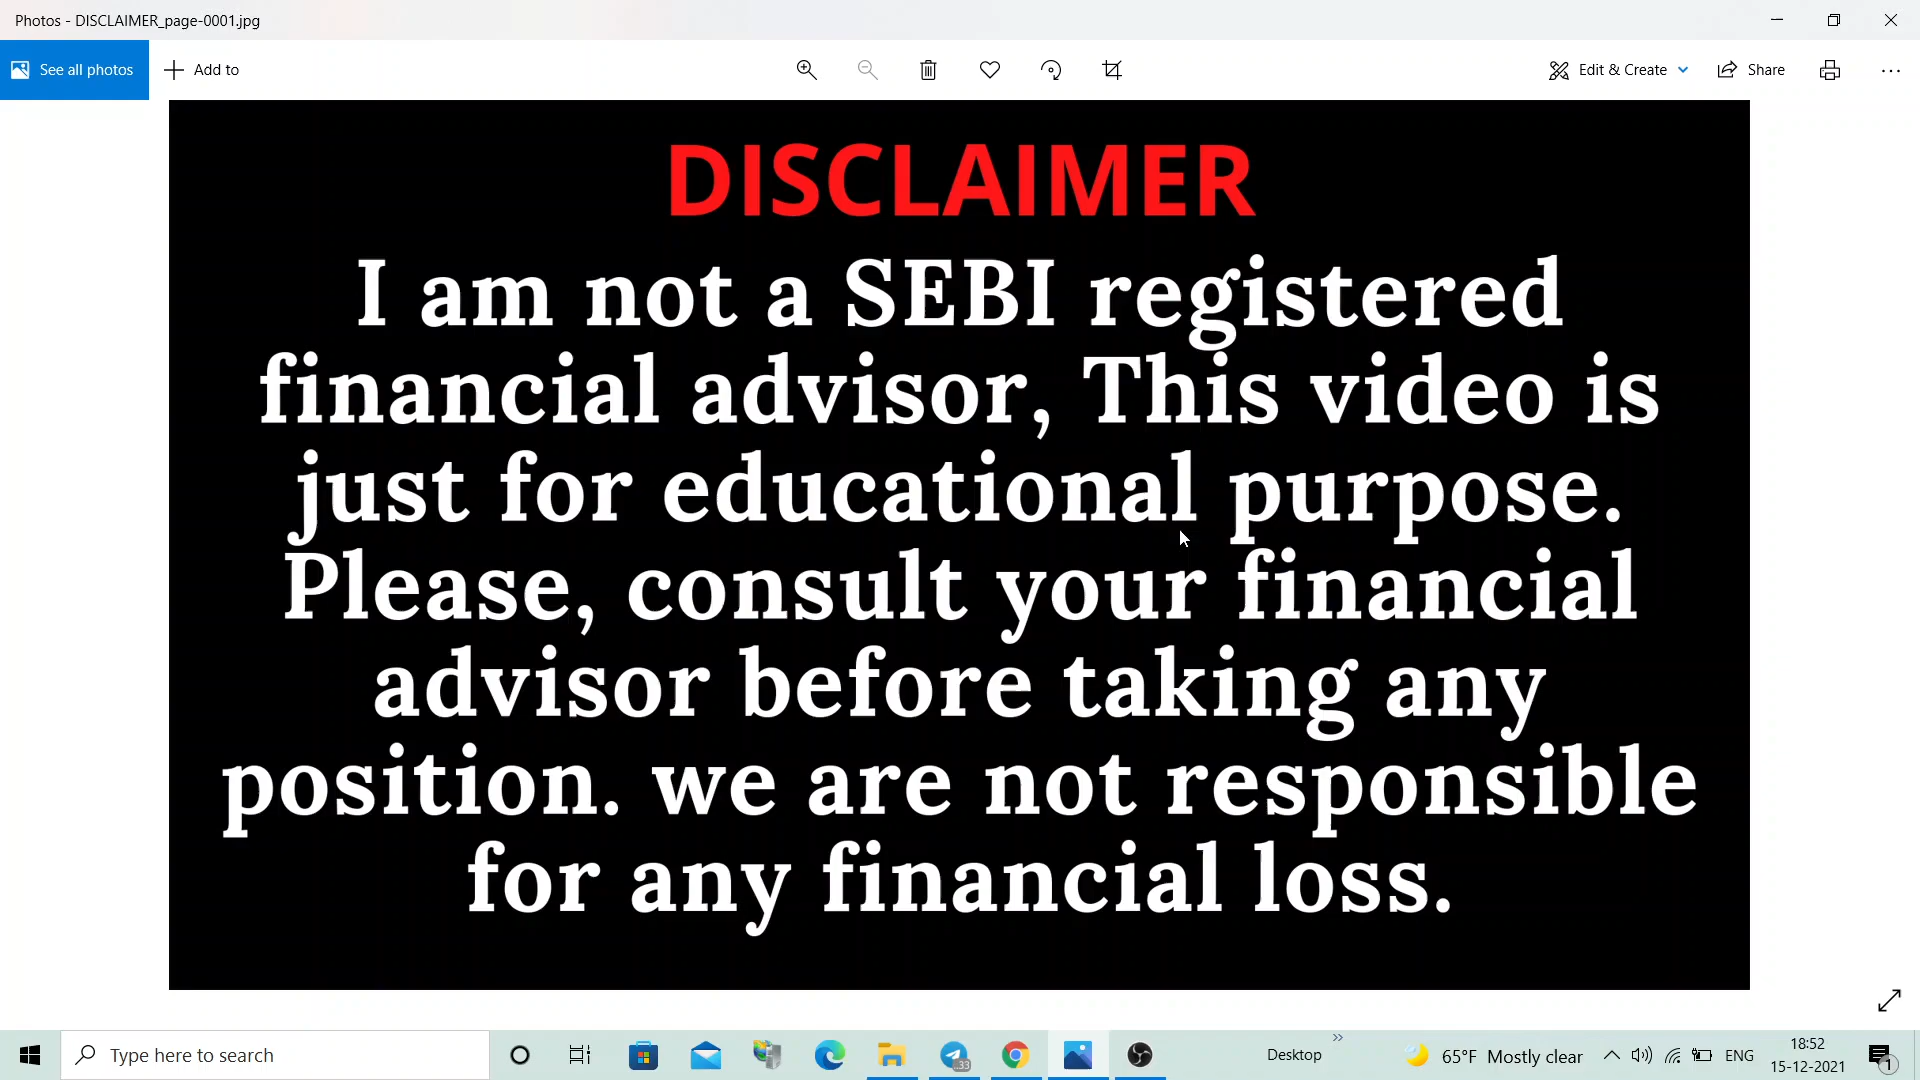 Photos - DISCLAIMER_page-0001.jpg
See all photos
Add to
Edit & Create
Share
DISCLAIMER
I am not a SEBI registered
financial advisor, This video is
just for educational purpose.
Please, consult your financial
advisor before taking any
position. we are not responsible
for any financial loss.
Type here to search
33
Desktop
65°F Mostly clear
ENG
18:52
15-12-2021
1